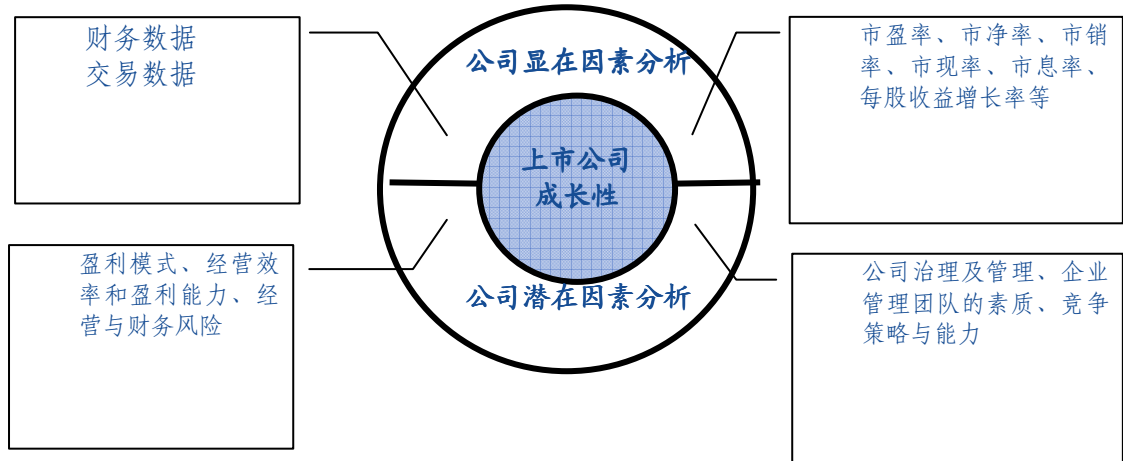 财务数据
交易数据
公司显在因素分析
市盈率、市净率、市销
率、市现率、市息率、
每股收益增长率等
上市公司
成长性
盈利模式、经营效
率和盈利能力、经
营与财务风险
公司潜在因素分析
公司治理及管理、企业
管理团队的素质、竞争
策略与能力